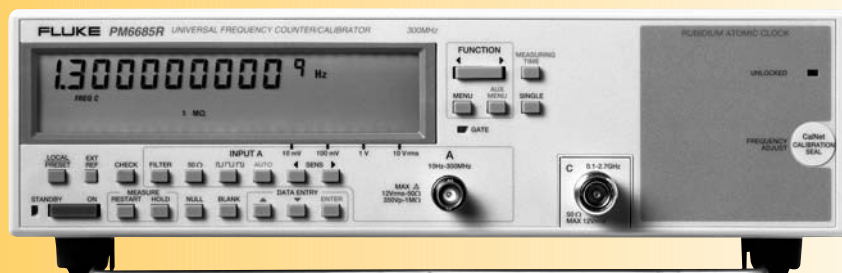 FLUKE PM6685R UNIVERSAL FREQUENCY COUNTER/CALIBRATOR 300MHz
1.3000000000 9 Hz
FREQ C
1 MΩ
FUNCTION
MEASURING TIME
MENU
AUX MENU
SINGLE
GATE
RUBIDIUM ATOMIC CLOCK
UNLOCKED
FREQUENCY ADJUST
CalNet
CALIBRATION
SEAL
INPUT A
10 mV 100 mV 1 V 10 Vrms
LOCAL PRESET
EXT REF
CHECK
FILTER
50Ω
AUTO
SENS
A
10Hz-300MHz
MAX
12Vrms-50Ω
350Vp-1MΩ
C 0.1-2.7GHz
50Ω
MAX 12V
STANDBY ON
MEASURE
RESTART HOLD
NULL
BLANK
DATA ENTRY
ENTER